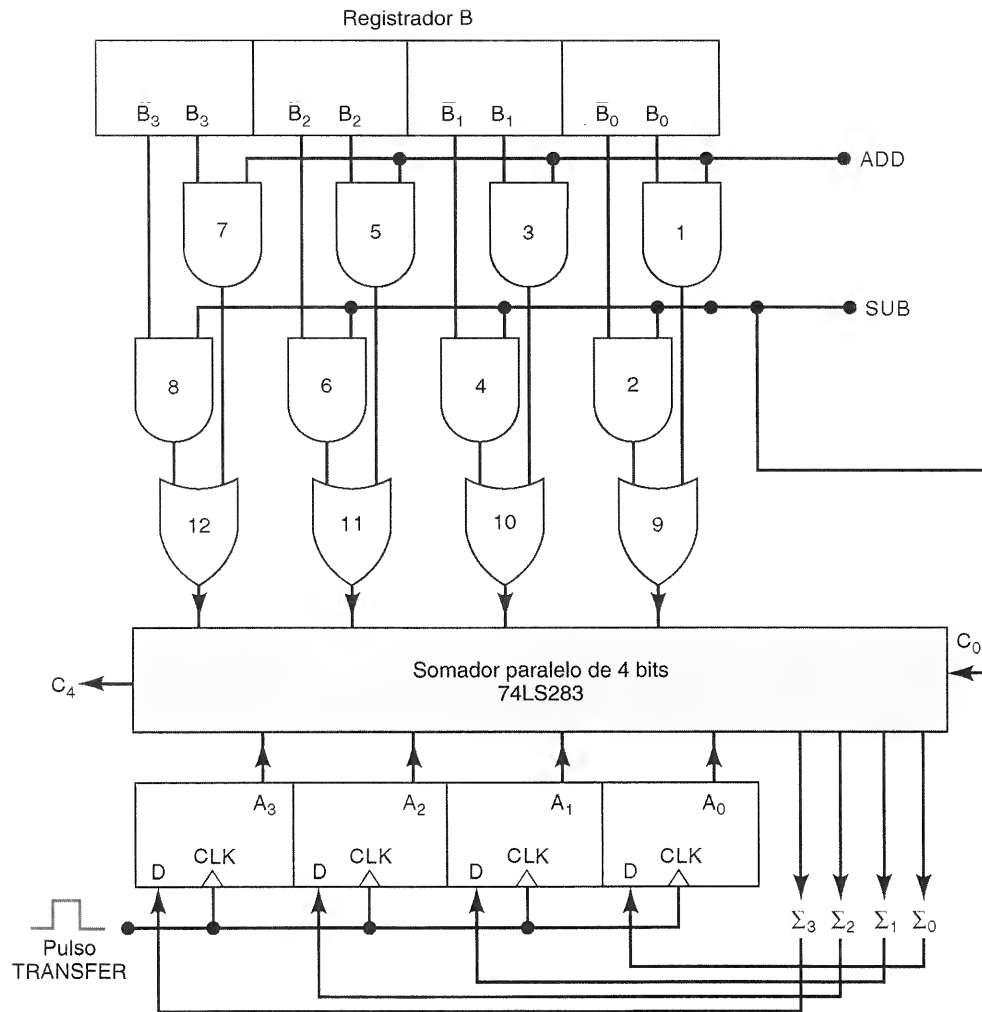 Registrador B
B̅₃ B₃ B̅₂ B₂ B̅₁ B₁ B̅₀ B₀
ADD
7 5 3 1
SUB
8 6 4 2
12 11 10 9
C₀
Somador paralelo de 4 bits
C₄
74LS283
A₃ A₂ A₁ A₀
CLK CLK CLK CLK
D D D D
Σ₃ Σ₂ Σ₁ Σ₀
Pulso
TRANSFER